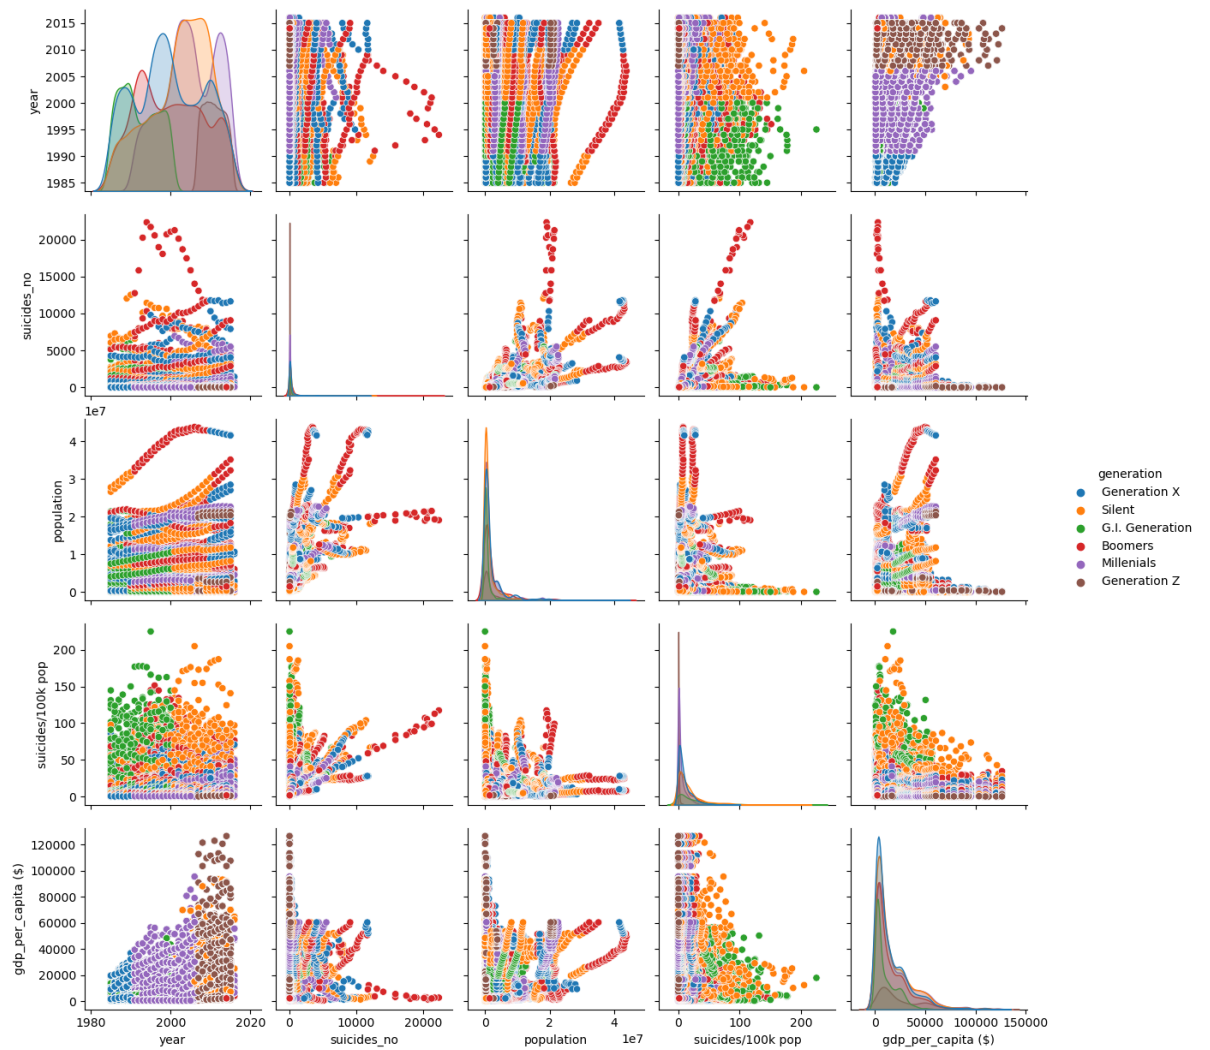 2015
2010
2005
2000
1995
1990
1985
year
20000
15000
10000
5000
0
suicides_no
1e7
4
3
2
1
0
population
generation
Generation X
Silent
G.I. Generation
Boomers
Millenials
Generation Z
200
150
100
50
0
suicides/100k pop
120000
100000
80000
60000
40000
20000
0
gdp_per_capita ($)
1980 2000 2020
year
0 10000 20000
suicides_no
0 2 4
1e7
population
0 100 200
suicides/100k pop
0 50000 100000 150000
gdp_per_capita ($)